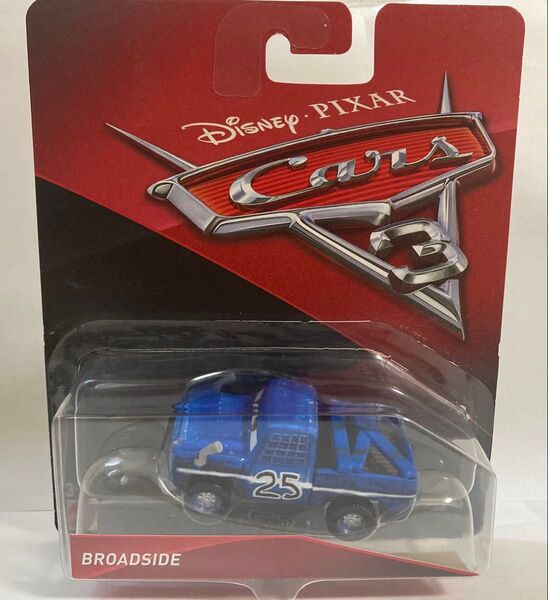 Disney · PIXAR
Cars
3
25
BROADSIDE